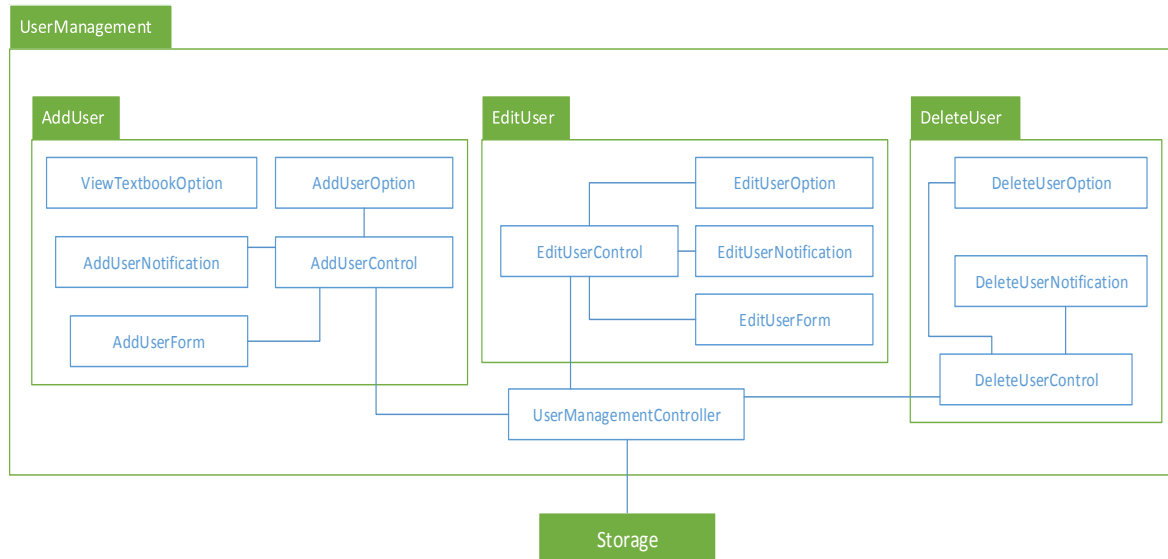 UserManagement
AddUser
ViewTextbookOption
AddUserOption
AddUserNotification
AddUserControl
AddUserForm
EditUser
EditUserOption
EditUserControl
EditUserNotification
EditUserForm
DeleteUser
DeleteUserOption
DeleteUserNotification
DeleteUserControl
UserManagementController
Storage